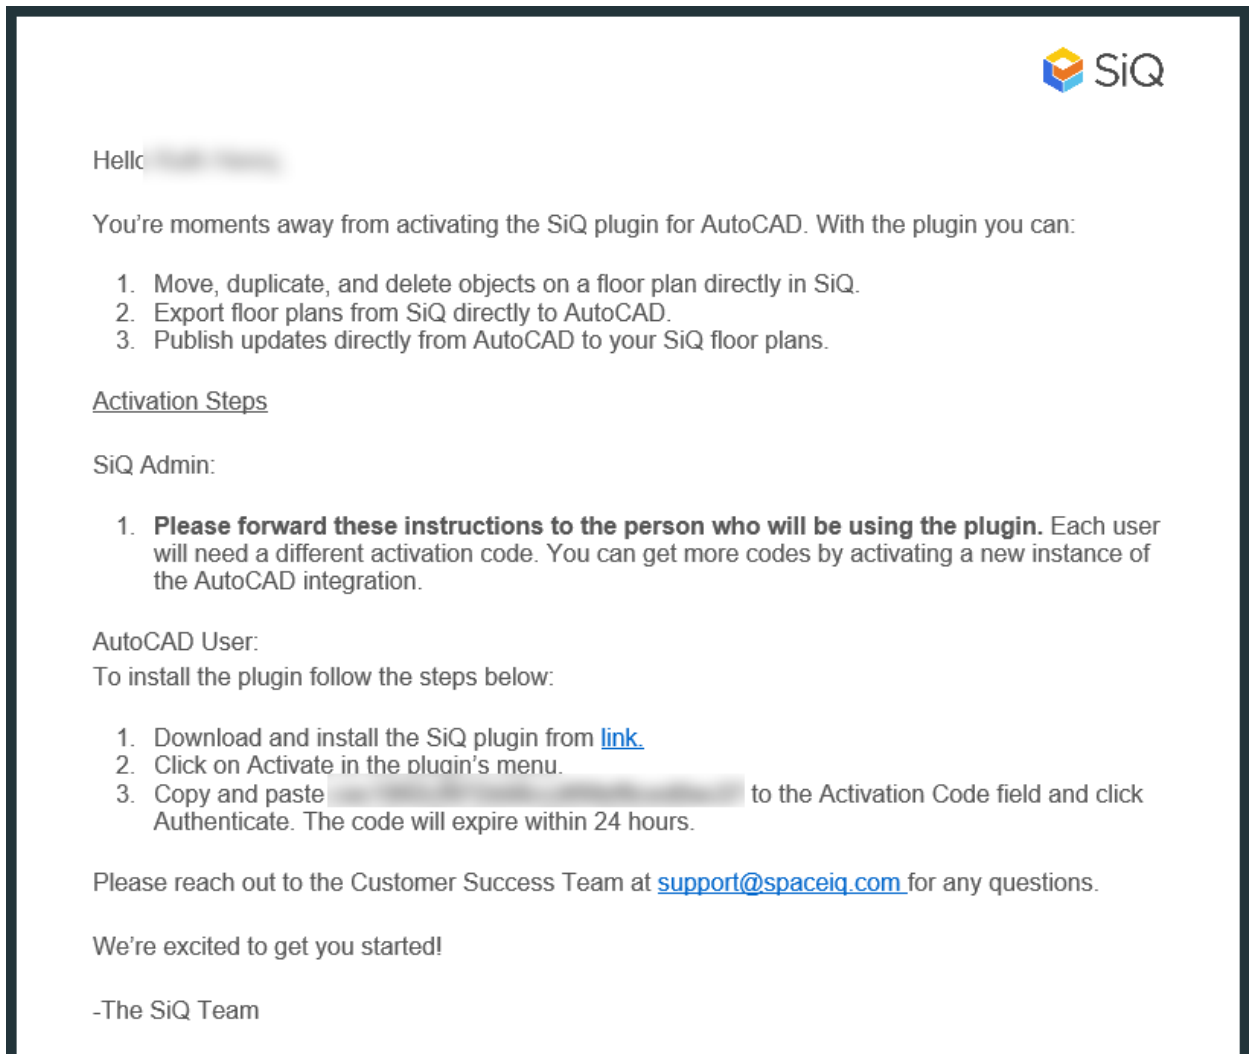 SiQ
Hello
You're moments away from activating the SiQ plugin for AutoCAD. With the plugin you can:
1. Move, duplicate, and delete objects on a floor plan directly in SiQ.
2. Export floor plans from SiQ directly to AutoCAD.
3. Publish updates directly from AutoCAD to your SiQ floor plans.
Activation Steps
SiQ Admin:
1. Please forward these instructions to the person who will be using the plugin. Each user
will need a different activation code. You can get more codes by activating a new instance of
the AutoCAD integration.
AutoCAD User:
To install the plugin follow the steps below:
1. Download and install the SiQ plugin from link.
2. Click on Activate in the plugin's menu.
3. Copy and paste to the Activation Code field and click
Authenticate. The code will expire within 24 hours.
Please reach out to the Customer Success Team at support@spaceiq.com for any questions.
We're excited to get you started!
-The SiQ Team